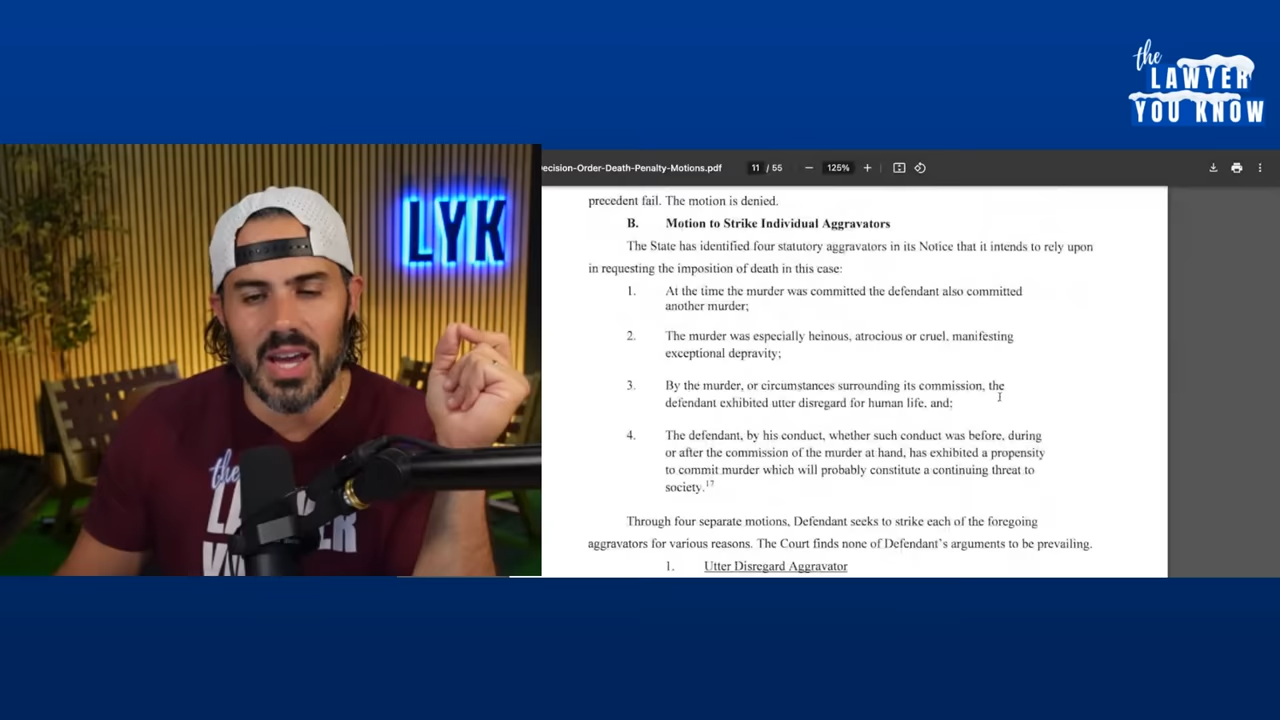 the
LAWYER
YOU KNOW
LYK
the
ecision-Order-Death-Penalty-Motions.pdf 11 / 55 125%
precedent fail. The motion is denied.
B. Motion to Strike Individual Aggravators
The State has identified four statutory aggravators in its Notice that it intends to rely upon
in requesting the imposition of death in this case:
1. At the time the murder was committed the defendant also committed
another murder;
2. The murder was especially heinous, atrocious or cruel, manifesting
exceptional depravity;
3. By the murder, or circumstances surrounding its commission, the
defendant exhibited utter disregard for human life, and;
4. The defendant, by his conduct, whether such conduct was before, during
or after the commission of the murder at hand, has exhibited a propensity
to commit murder which will probably constitute a continuing threat to
society.17
Through four separate motions, Defendant seeks to strike each of the foregoing
aggravators for various reasons. The Court finds none of Defendant's arguments to be prevailing.
1. Utter Disregard Aggravator